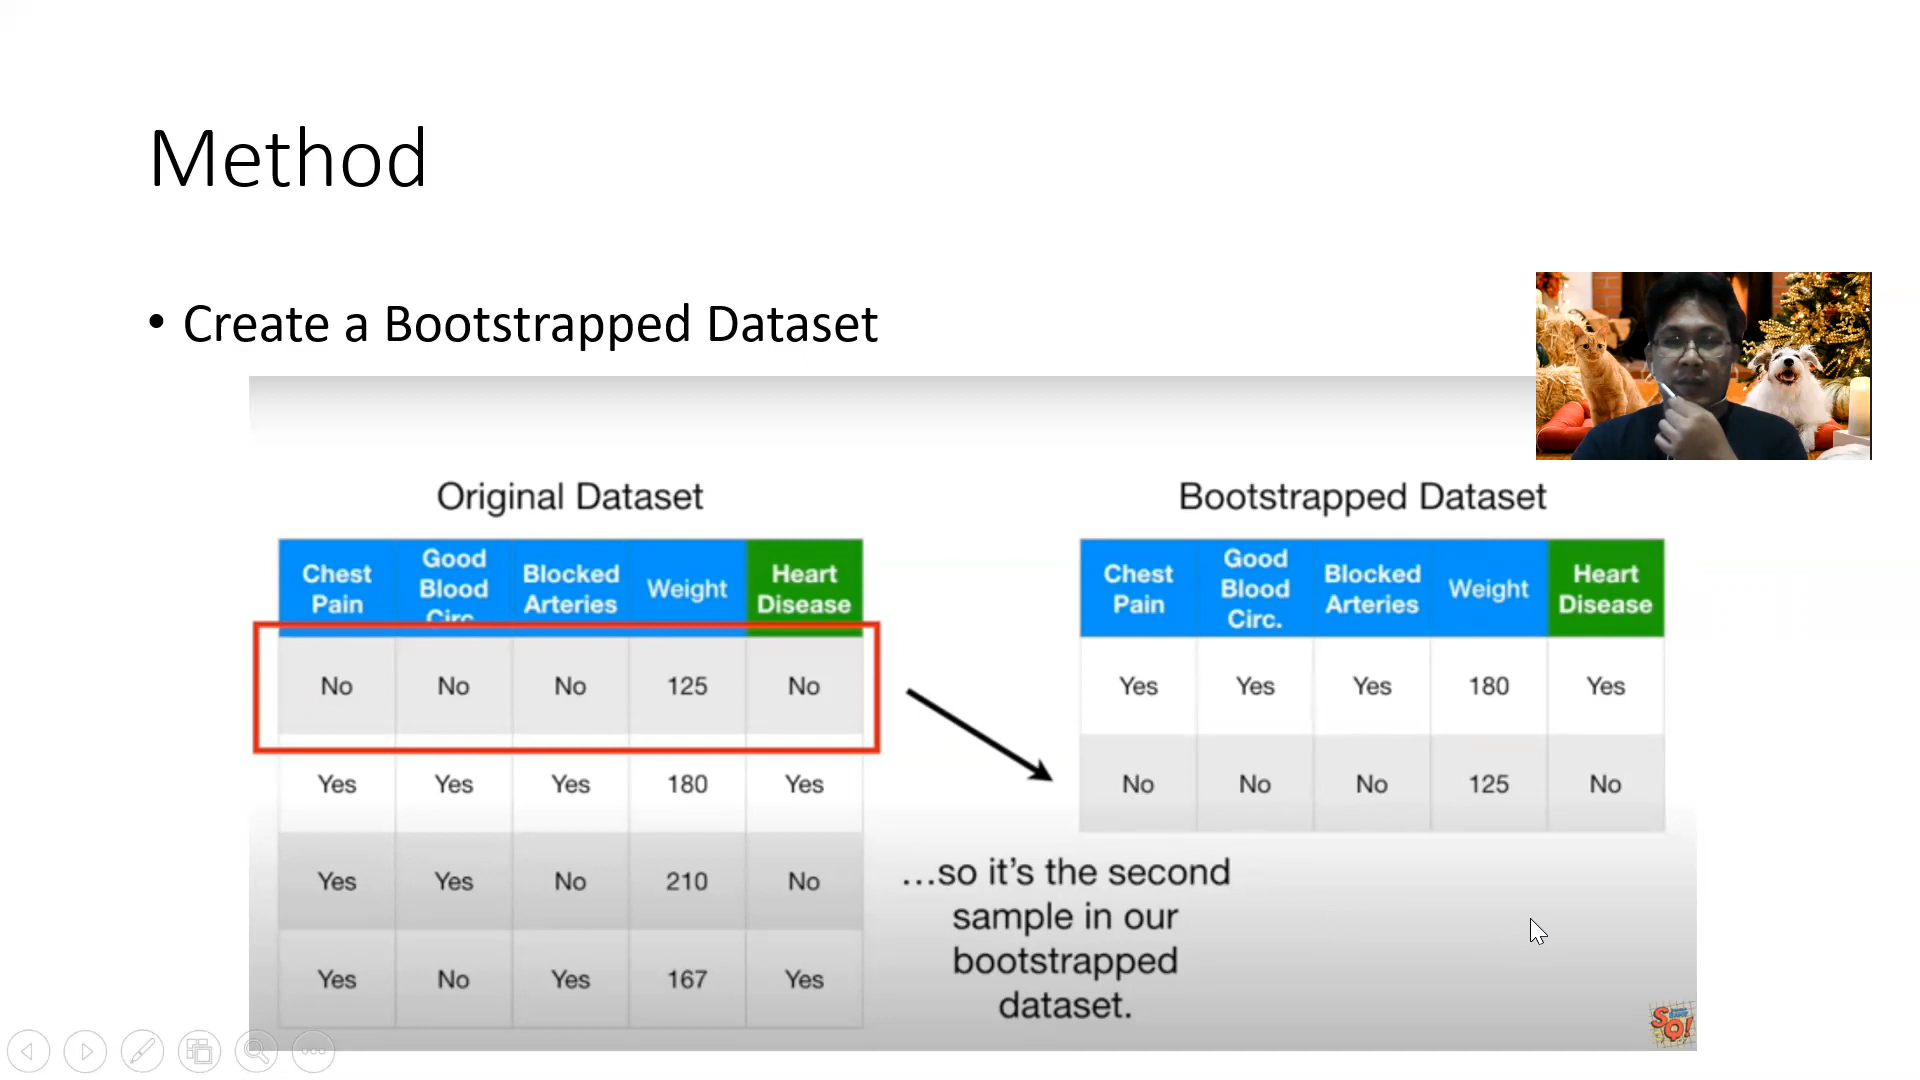 Method
• Create a Bootstrapped Dataset
Original Dataset
Chest Pain Good Blood Circ. Blocked Arteries Weight Heart Disease
No No No 125 No
Yes Yes Yes 180 Yes
Yes Yes No 210 No
Yes No Yes 167 Yes
Bootstrapped Dataset
Chest Pain Good Blood Circ. Blocked Arteries Weight Heart Disease
Yes Yes Yes 180 Yes
No No No 125 No
...so it's the second
sample in our
bootstrapped
dataset.
SQ!